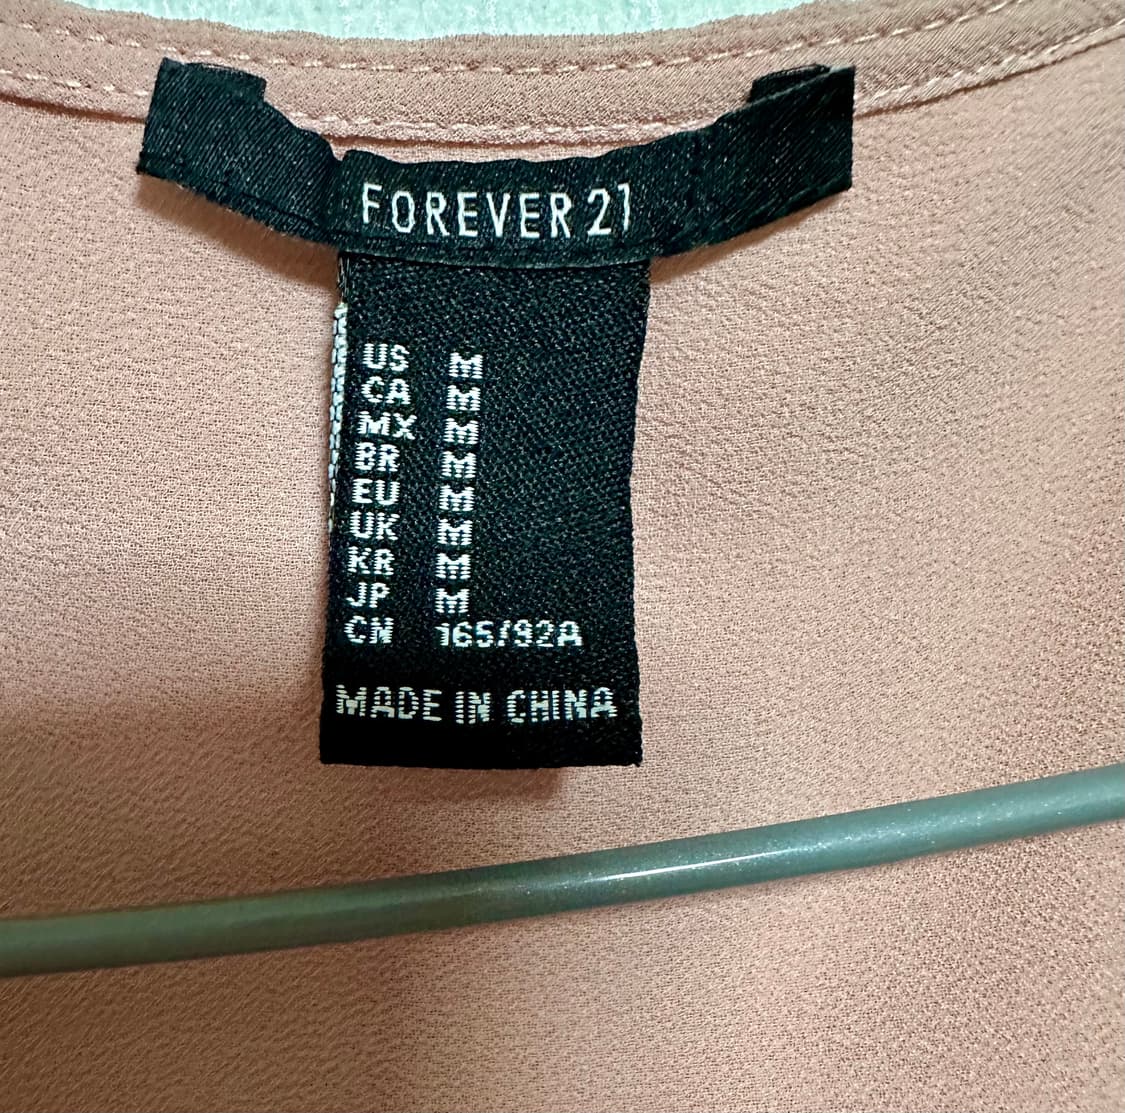 FOREVER 21
US M
CA M
MX M
BR M
EU M
UK M
KR M
JP M
CN 165/92A
MADE IN CHINA